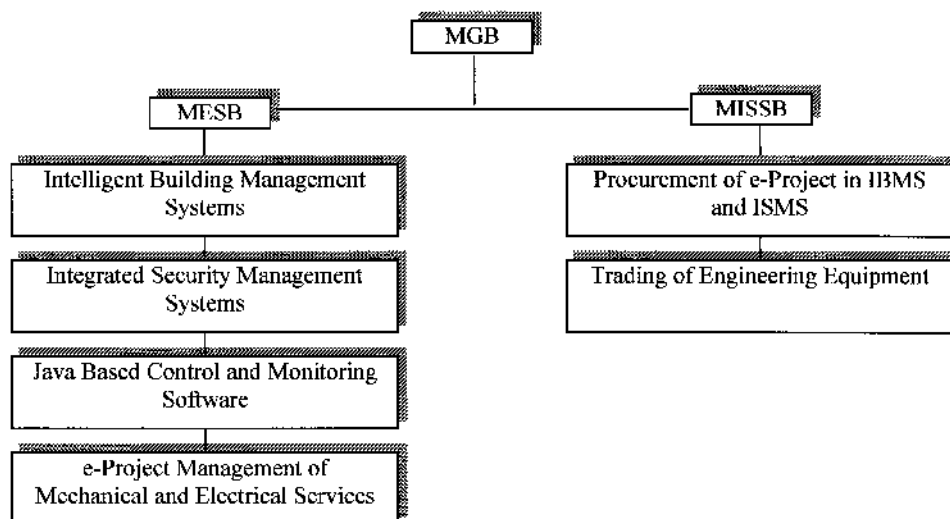 MGB
MESB
MISSB
Intelligent Building Management
Systems
Integrated Security Management
Systems
Java Based Control and Monitoring
Software
e-Project Management of
Mechanical and Electrical Services
Procurement of e-Project in IBMS
and ISMS
Trading of Engineering Equipment